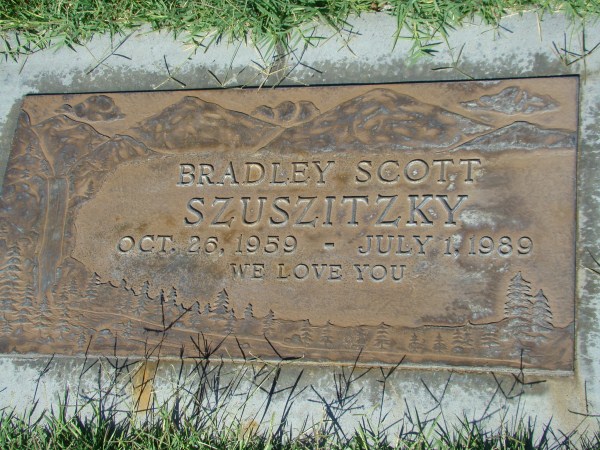 BRADLEY SCOTT
SZUSZITZKY
OCT. 26, 1959 - JULY 1, 1989
WE LOVE YOU